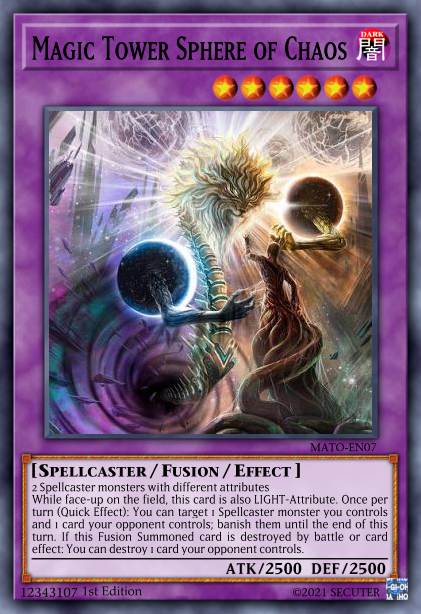 Magic Tower Sphere of Chaos
DARK
闇
MATO-EN07
[Spellcaster / Fusion / Effect ]
2 Spellcaster monsters with different attributes
While face-up on the field, this card is also LIGHT-Attribute. Once per
turn (Quick Effect): You can target 1 Spellcaster monster you controls
and 1 card your opponent controls; banish them until the end of this
turn. If this Fusion Summoned card is destroyed by battle or card
effect: You can destroy 1 card your opponent controls.
ATK/2500 DEF/2500
12343107 1st Edition
©2021 SECUTER